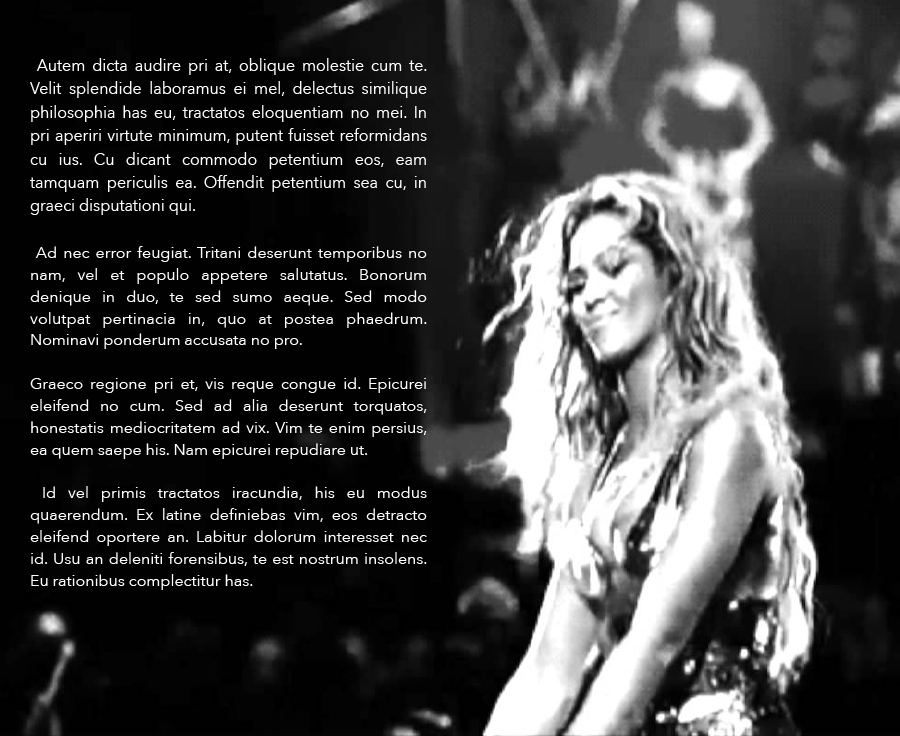 Autem dicta audire pri at, oblique molestie cum te.
Velit splendide laboramus ei mel, delectus similique
philosophia has eu, tractatos eloquentiam no mei. In
pri aperiri virtute minimum, putent fuisset reformidans
cu ius. Cu dicant commodo petentium eos, eam
tamquam periculis ea. Offendit petentium sea cu, in
graeci disputationi qui.
Ad nec error feugiat. Tritani deserunt temporibus no
nam, vel et populo appetere salutatus. Bonorum
denique in duo, te sed sumo aeque. Sed modo
volutpat pertinacia in, quo at postea phaedrum.
Nominavi ponderum accusata no pro.
Graeco regione pri et, vis reque congue id. Epicurei
eleifend no cum. Sed ad alia deserunt torquatos,
honestatis mediocritatem ad vix. Vim te enim persius,
ea quem saepe his. Nam epicurei repudiare ut.
Id vel primis tractatos iracundia, his eu modus
quaerendum. Ex latine definiebas vim, eos detracto
eleifend oportere an. Labitur dolorum interesset nec
id. Usu an deleniti forensibus, te est nostrum insolens.
Eu rationibus complectitur has.